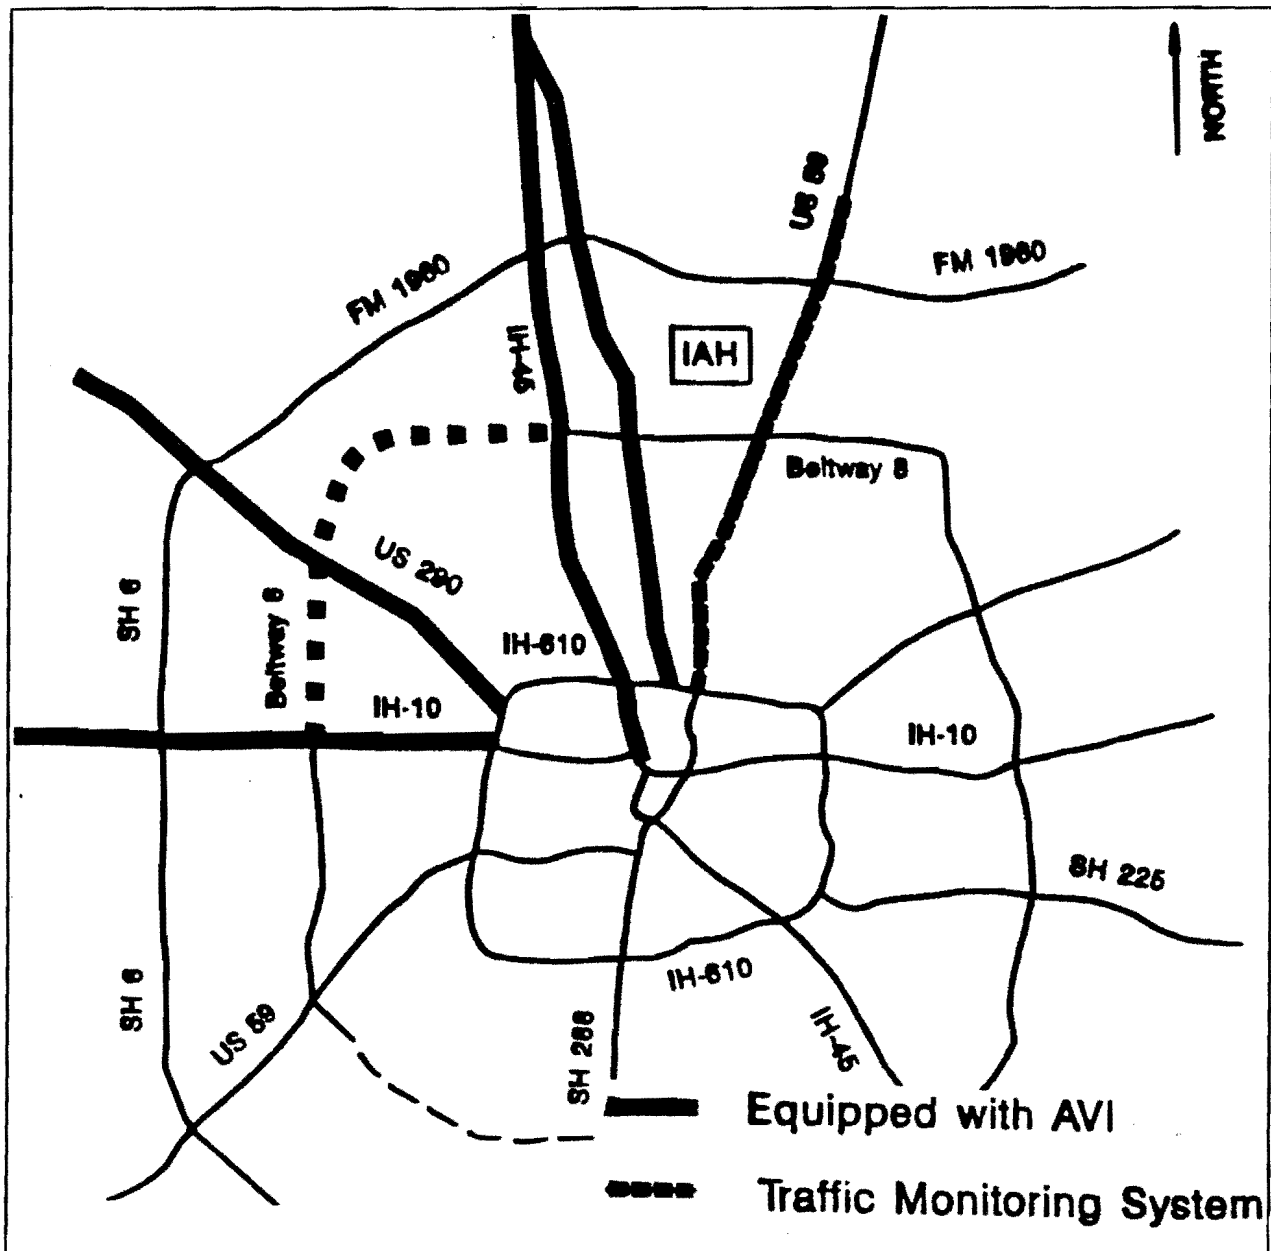 NORTH
US 59
FM 1960
FM 1960
IH-45
IAH
Beltway 8
US 290
SH 6
Beltway 8
IH-610
IH-10
IH-10
SH 225
IH-610
SH 6
US 59
SH 288
IH-45
Equipped with AVI
Traffic Monitoring System